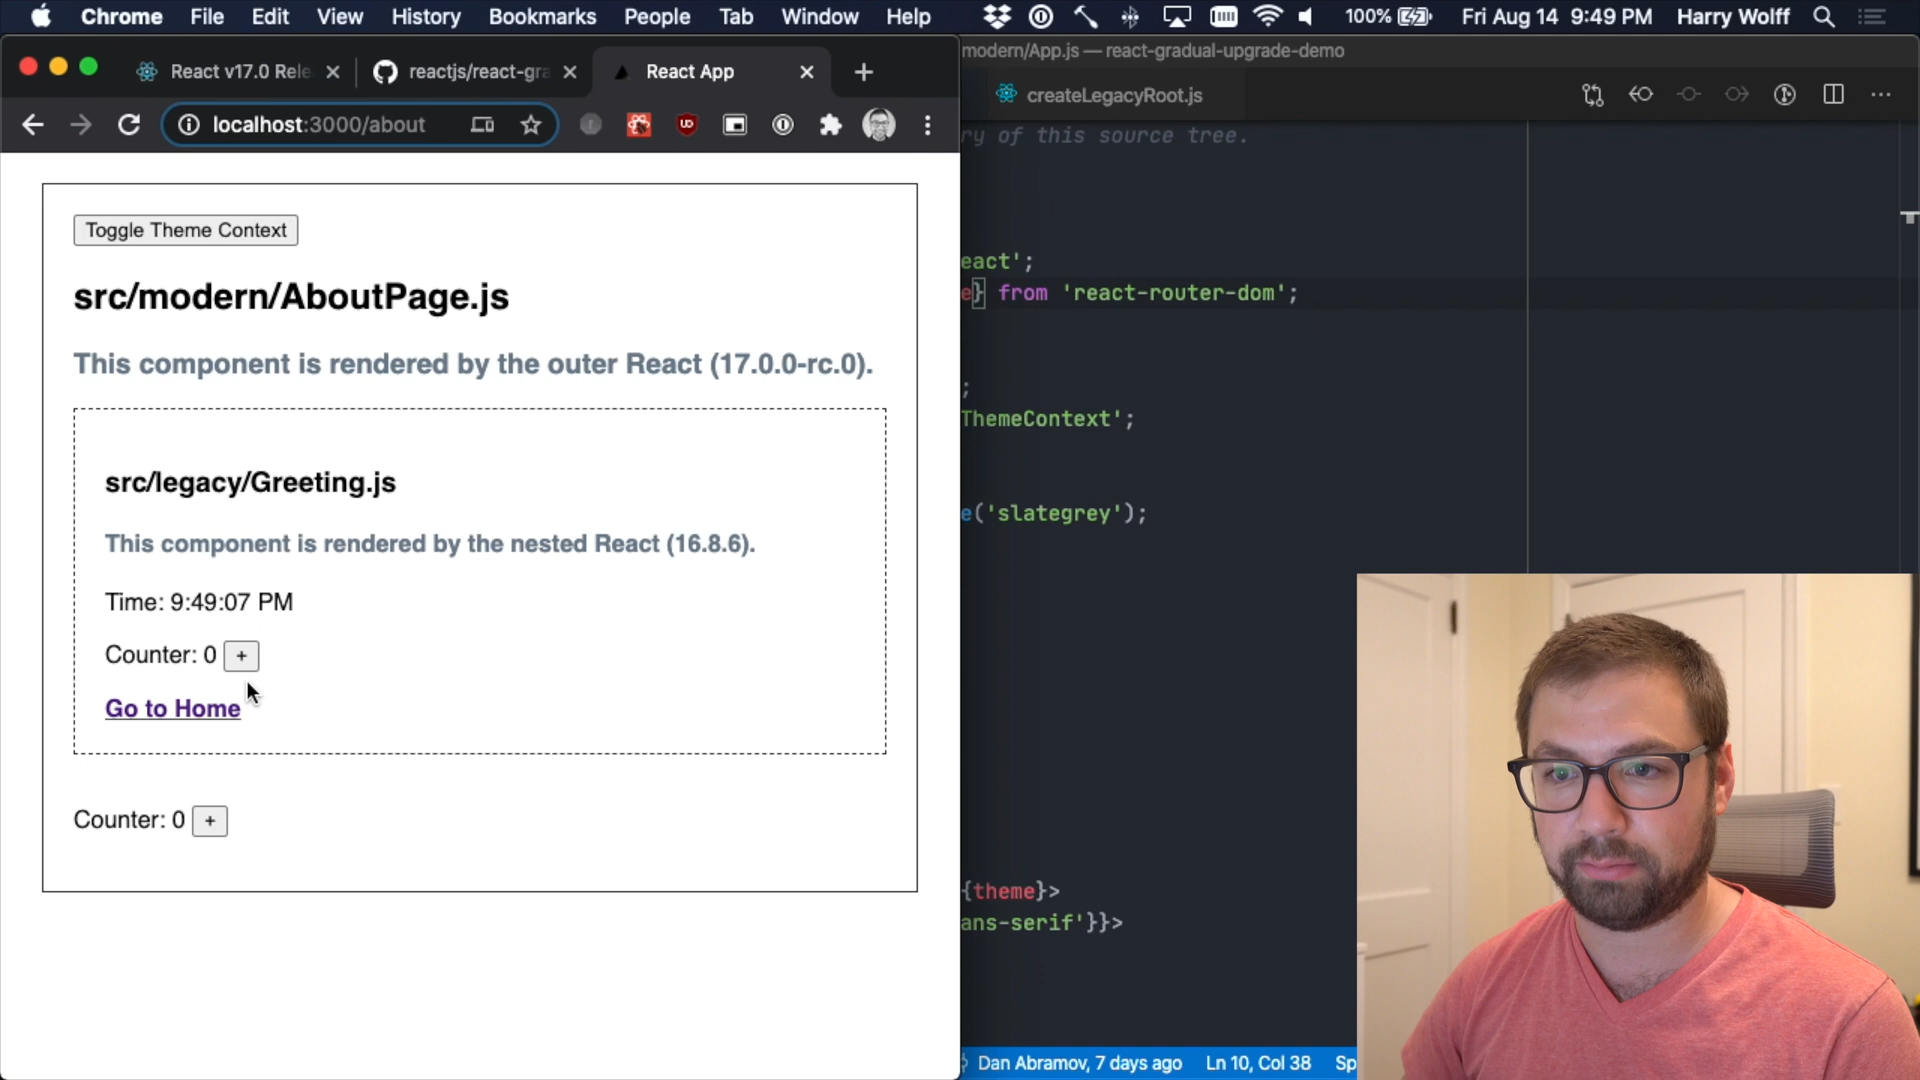 Chrome File Edit View History Bookmarks People Tab Window Help 100% Fri Aug 14 9:49 PM Harry Wolff
React v17.0 Rele
reactjs/react-gra
React App
localhost:3000/about
Toggle Theme Context
src/modern/AboutPage.js
This component is rendered by the outer React (17.0.0-rc.0).
src/legacy/Greeting.js
This component is rendered by the nested React (16.8.6).
Time: 9:49:07 PM
Counter: 0 +
Go to Home
Counter: 0 +
modern/App.js — react-gradual-upgrade-demo
createLegacyRoot.js
ry of this source tree.
eact';
e} from 'react-router-dom';
;
ThemeContext';
e('slategrey');
{theme}>
ans-serif'}}>
Dan Abramov, 7 days ago Ln 10, Col 38 Sp